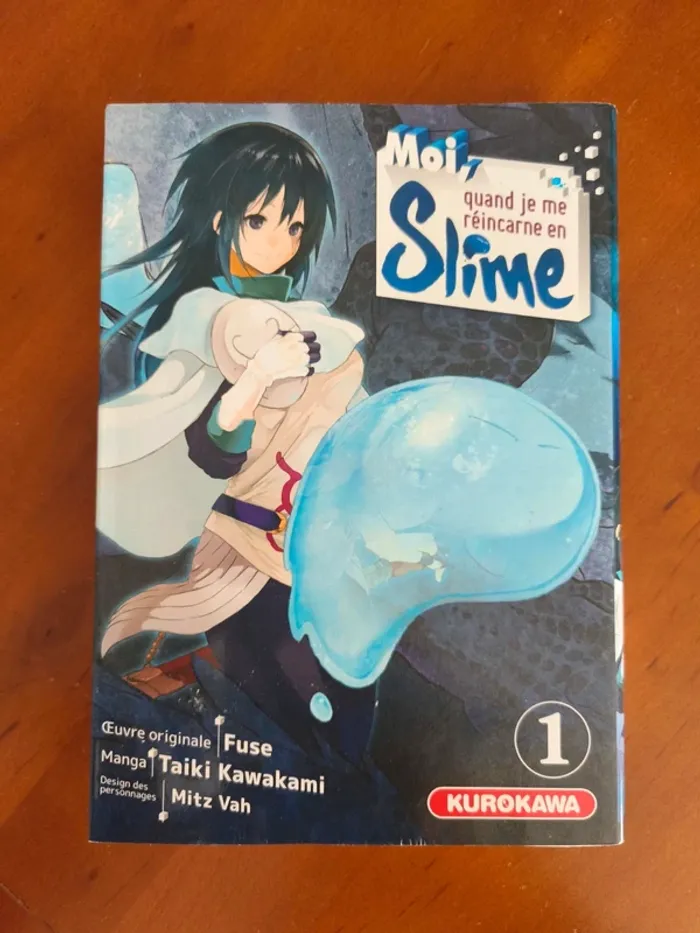 Moi,
quand je me
réincarne en
Slime
Œuvre originale Fuse
Manga Taiki Kawakami
Design des
personnages Mitz Vah
1
KUROKAWA